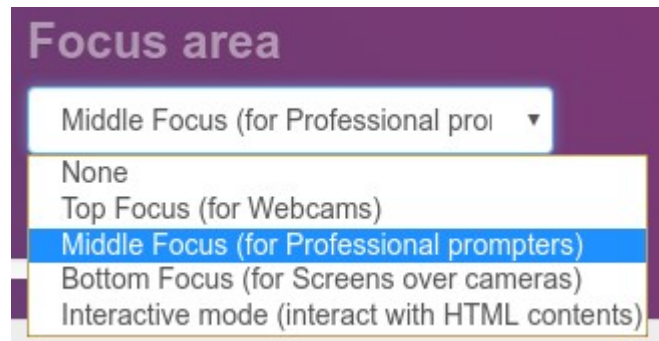 Focus area
Middle Focus (for Professional pro
None
Top Focus (for Webcams)
Middle Focus (for Professional prompters)
Bottom Focus (for Screens over cameras)
Interactive mode (interact with HTML contents)